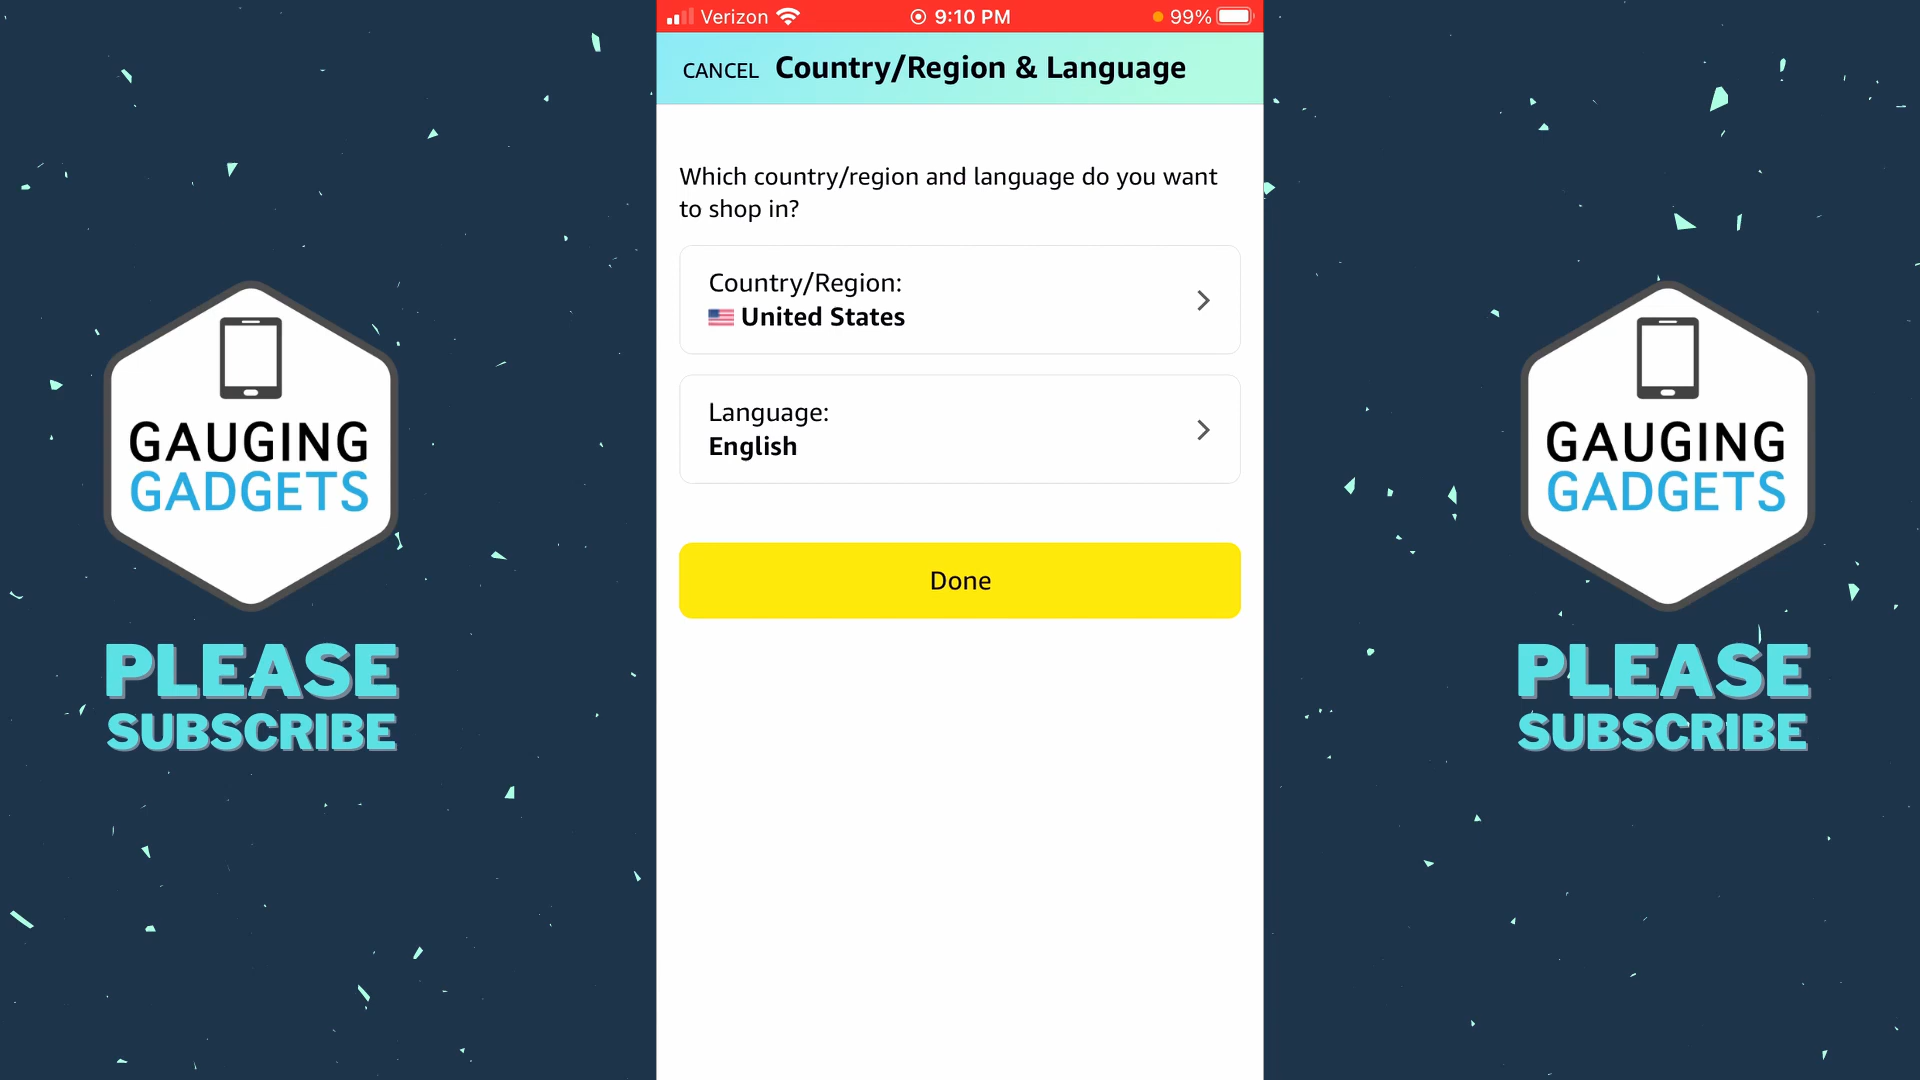 Verizon 9:10 PM 99%
CANCEL Country/Region & Language
Which country/region and language do you want
to shop in?
Country/Region:
United States
Language:
English
Done
GAUGING
GADGETS
PLEASE
SUBSCRIBE
GAUGING
GADGETS
PLEASE
SUBSCRIBE